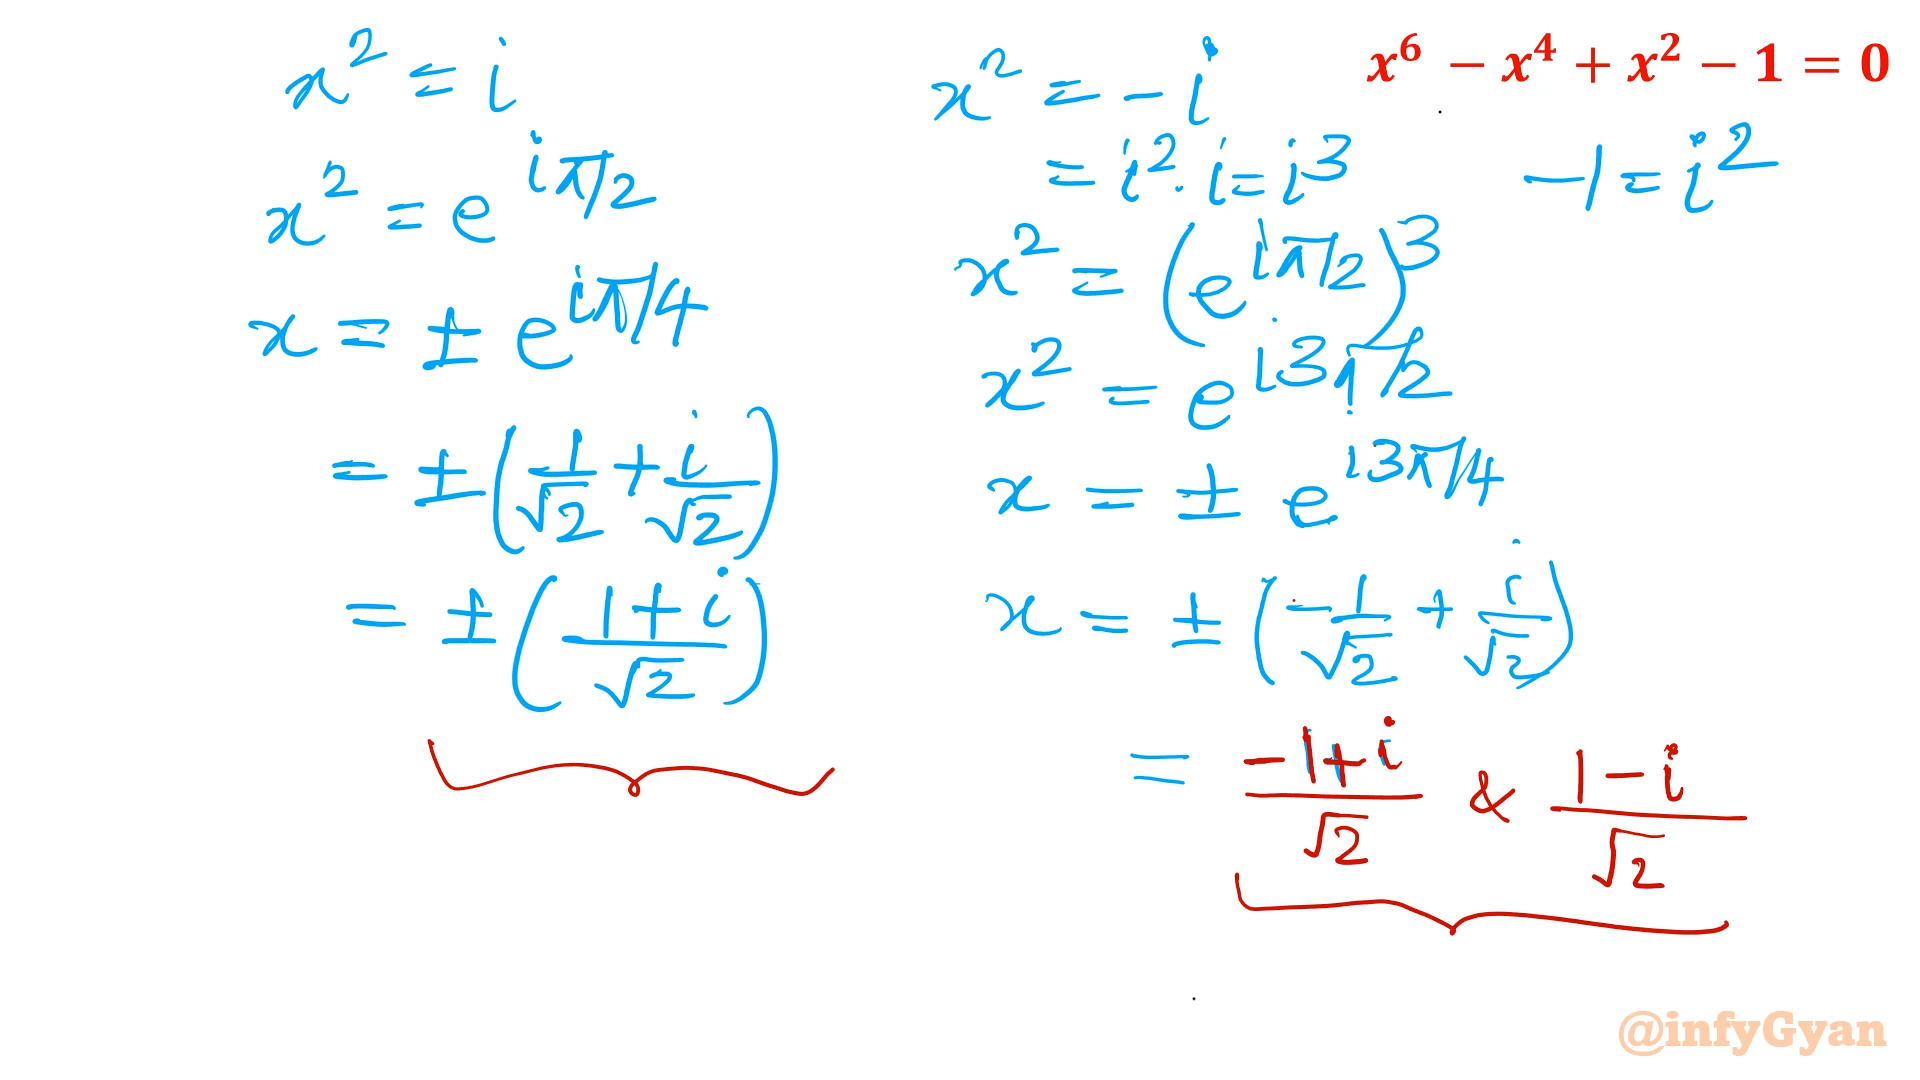 x² = i
x² = e^{iπ/2}
x = ± e^{iπ/4}
= ± (1/√2 + i/√2)
= ± ((1 + i)/√2)
x² = - i
= i² · i = i³
x² = (e^{iπ/2})³
x² = e^{i3π/2}
x = ± e^{i3π/4}
x = ± (-1/√2 + i/√2)
= (-1+i)/√2 & (1-i)/√2
x⁶ − x⁴ + x² − 1 = 0
-1 = i²
@infyGyan